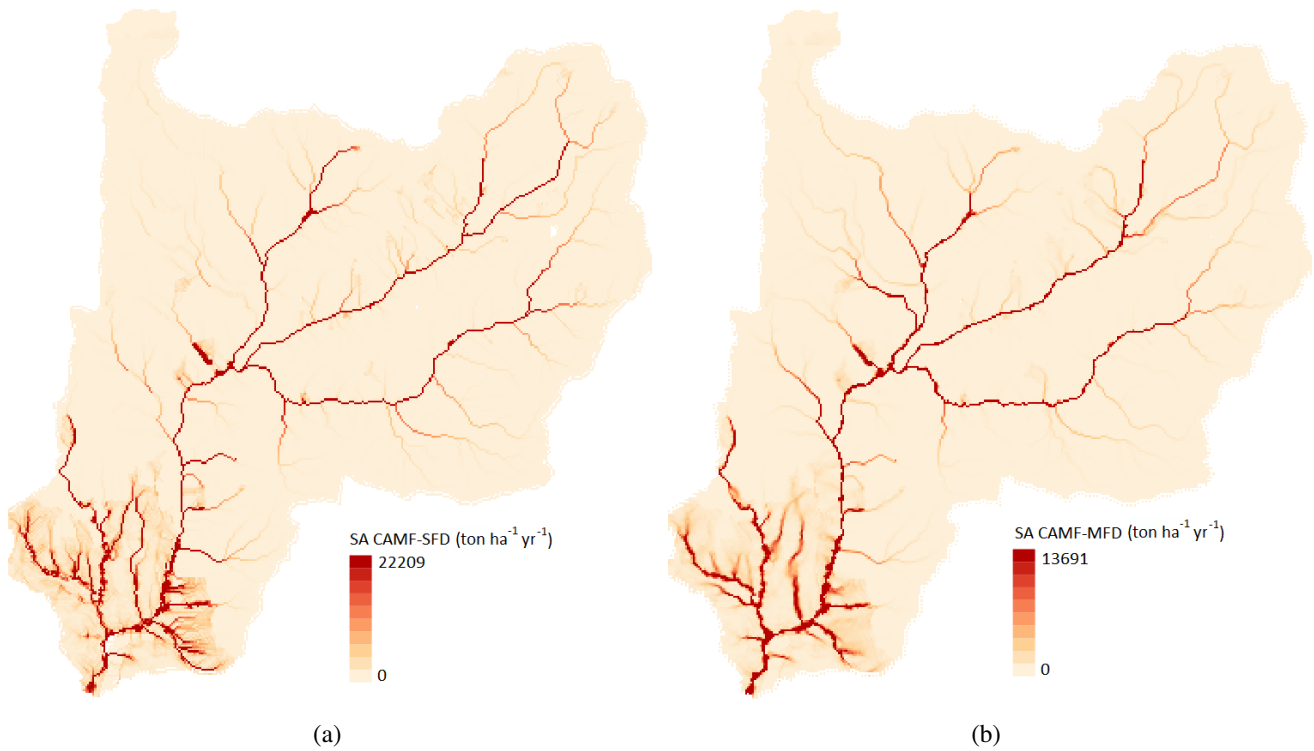 SA CAMF-SFD (ton ha⁻¹ yr⁻¹)
22209
0
(a)
SA CAMF-MFD (ton ha⁻¹ yr⁻¹)
13691
0
(b)